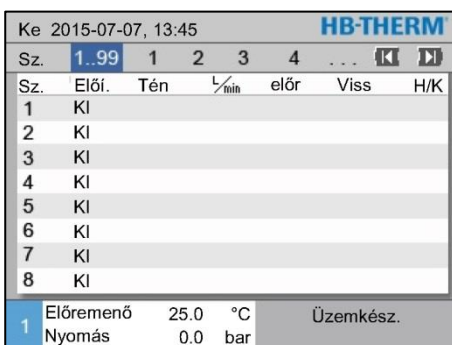 Ke 2015-07-07, 13:45 HB-THERM
Sz. 1..99 1 2 3 4 ...
Sz. Előí. Tén L/min előr Viss H/K
1 KI
2 KI
3 KI
4 KI
5 KI
6 KI
7 KI
8 KI
1 Előremenő 25.0 °C Üzemkész.
Nyomás 0.0 bar